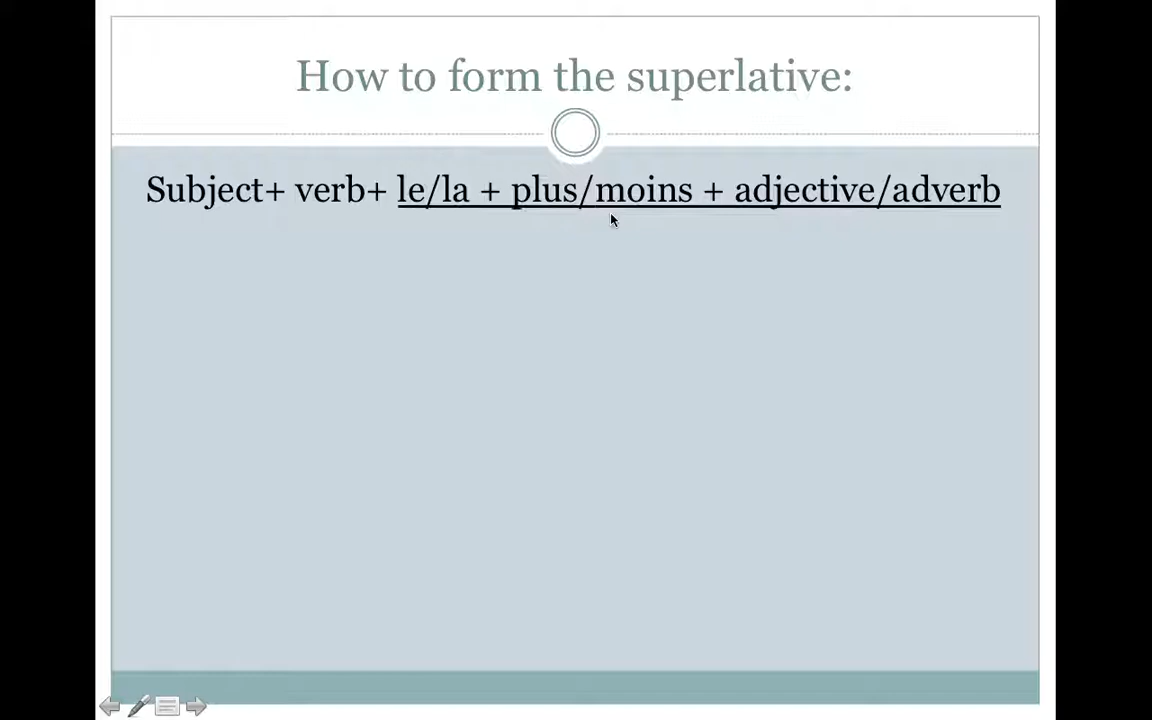 How to form the superlative:
Subject+ verb+ le/la + plus/moins + adjective/adverb